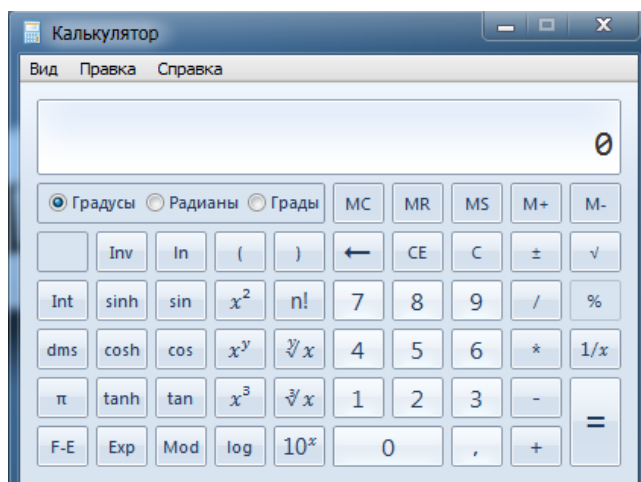 Калькулятор
Вид Правка Справка
0
Градусы Радианы Грады MC MR MS M+ M-
Inv ln ( ) ← CE C ± √
Int sinh sin x² n! 7 8 9 / %
dms cosh cos xʸ ʸ√x 4 5 6 * 1/x
π tanh tan x³ ³√x 1 2 3 - =
F-E Exp Mod log 10ˣ 0 , +